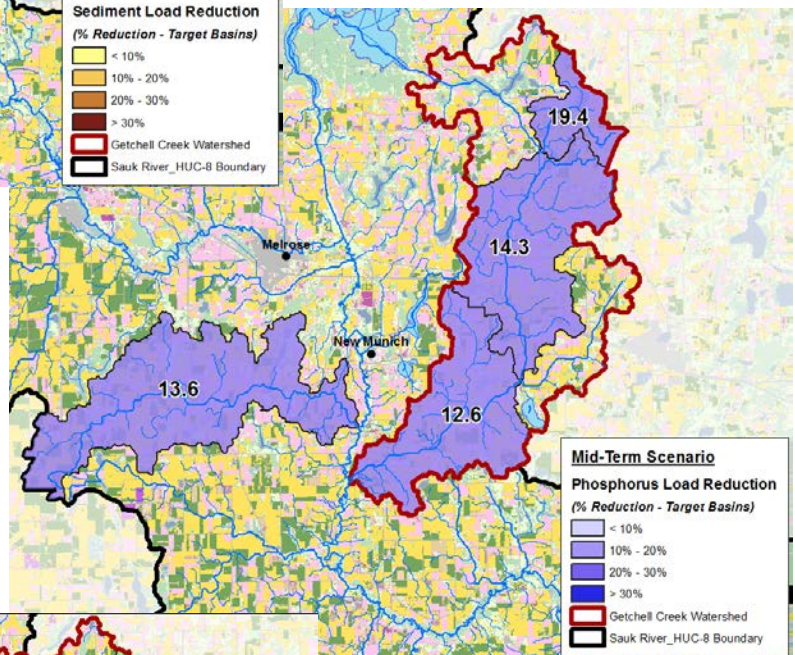 Sediment Load Reduction
(% Reduction - Target Basins)
< 10%
10% - 20%
20% - 30%
> 30%
Getchell Creek Watershed
Sauk River_HUC-8 Boundary
19.4
14.3
Melrose
New Munich
13.6
12.6
Mid-Term Scenario
Phosphorus Load Reduction
(% Reduction - Target Basins)
< 10%
10% - 20%
20% - 30%
> 30%
Getchell Creek Watershed
Sauk River_HUC-8 Boundary